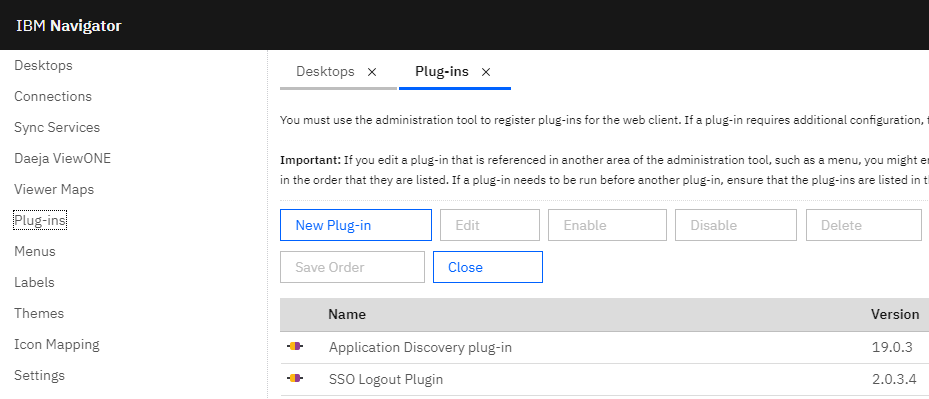 IBM Navigator
Desktops
Connections
Sync Services
Daeja ViewONE
Viewer Maps
Plug-ins
Menus
Labels
Themes
Icon Mapping
Settings
Desktops × Plug-ins ×
You must use the administration tool to register plug-ins for the web client. If a plug-in requires additional configuration,
Important: If you edit a plug-in that is referenced in another area of the administration tool, such as a menu, you might
in the order that they are listed. If a plug-in needs to be run before another plug-in, ensure that the plug-ins are listed in
New Plug-in Edit Enable Disable Delete
Save Order Close
Name Version
Application Discovery plug-in 19.0.3
SSO Logout Plugin 2.0.3.4